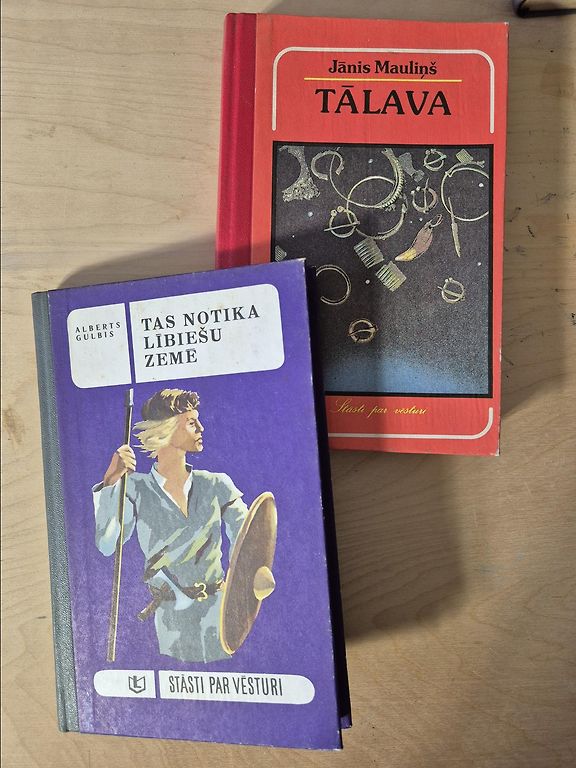 Jānis Mauliņš
TĀLAVA
Stāsti par vēsturi
ALBERTS
GULBIS
TAS NOTIKA
LĪBIEŠU
ZEMĒ
STĀSTI PAR VĒSTURI